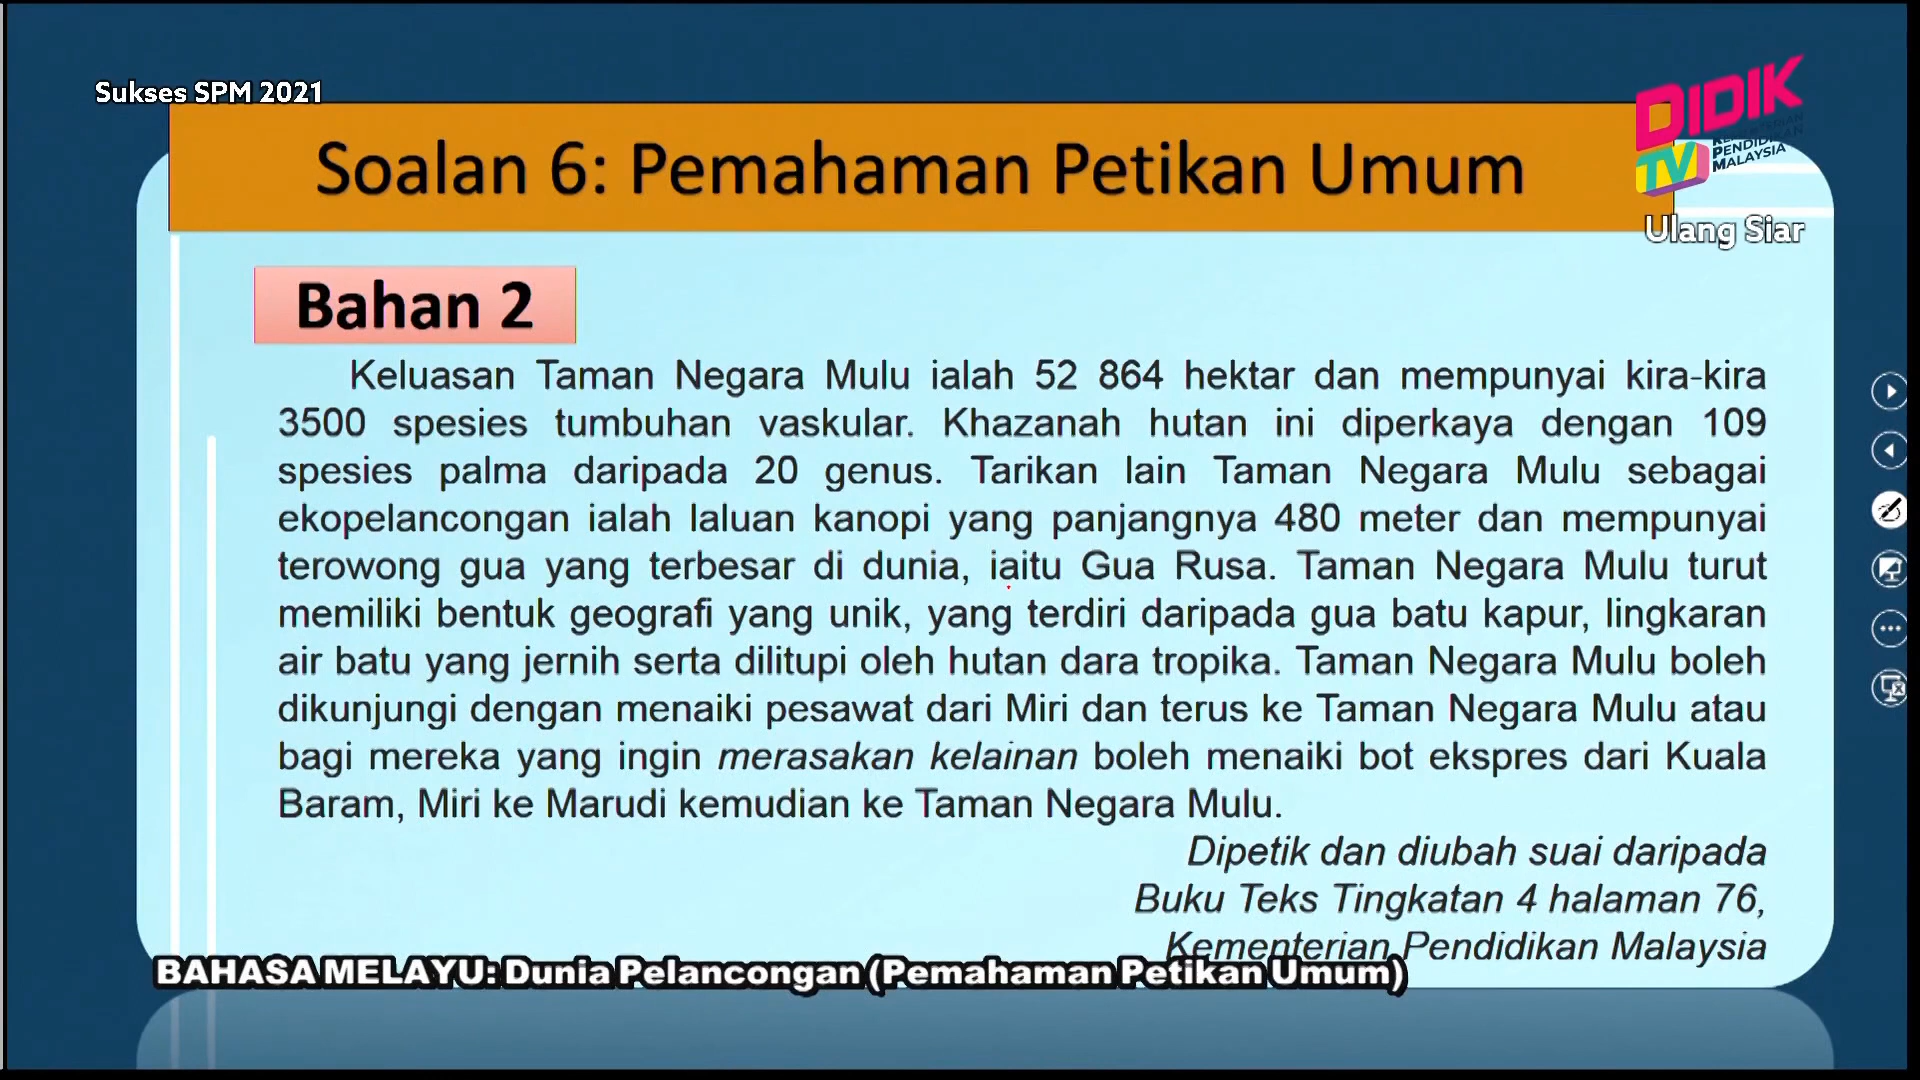 Sukses SPM 2021
DIDIK
TV
KEMENTERIAN
PENDIDIKAN
MALAYSIA
Ulang Siar
Soalan 6: Pemahaman Petikan Umum
Bahan 2
Keluasan Taman Negara Mulu ialah 52 864 hektar dan mempunyai kira-kira
3500 spesies tumbuhan vaskular. Khazanah hutan ini diperkaya dengan 109
spesies palma daripada 20 genus. Tarikan lain Taman Negara Mulu sebagai
ekopelancongan ialah laluan kanopi yang panjangnya 480 meter dan mempunyai
terowong gua yang terbesar di dunia, iaitu Gua Rusa. Taman Negara Mulu turut
memiliki bentuk geografi yang unik, yang terdiri daripada gua batu kapur, lingkaran
air batu yang jernih serta dilitupi oleh hutan dara tropika. Taman Negara Mulu boleh
dikunjungi dengan menaiki pesawat dari Miri dan terus ke Taman Negara Mulu atau
bagi mereka yang ingin merasakan kelainan boleh menaiki bot ekspres dari Kuala
Baram, Miri ke Marudi kemudian ke Taman Negara Mulu.
Dipetik dan diubah suai daripada
Buku Teks Tingkatan 4 halaman 76,
Kementerian Pendidikan Malaysia
BAHASA MELAYU: Dunia Pelancongan (Pemahaman Petikan Umum)